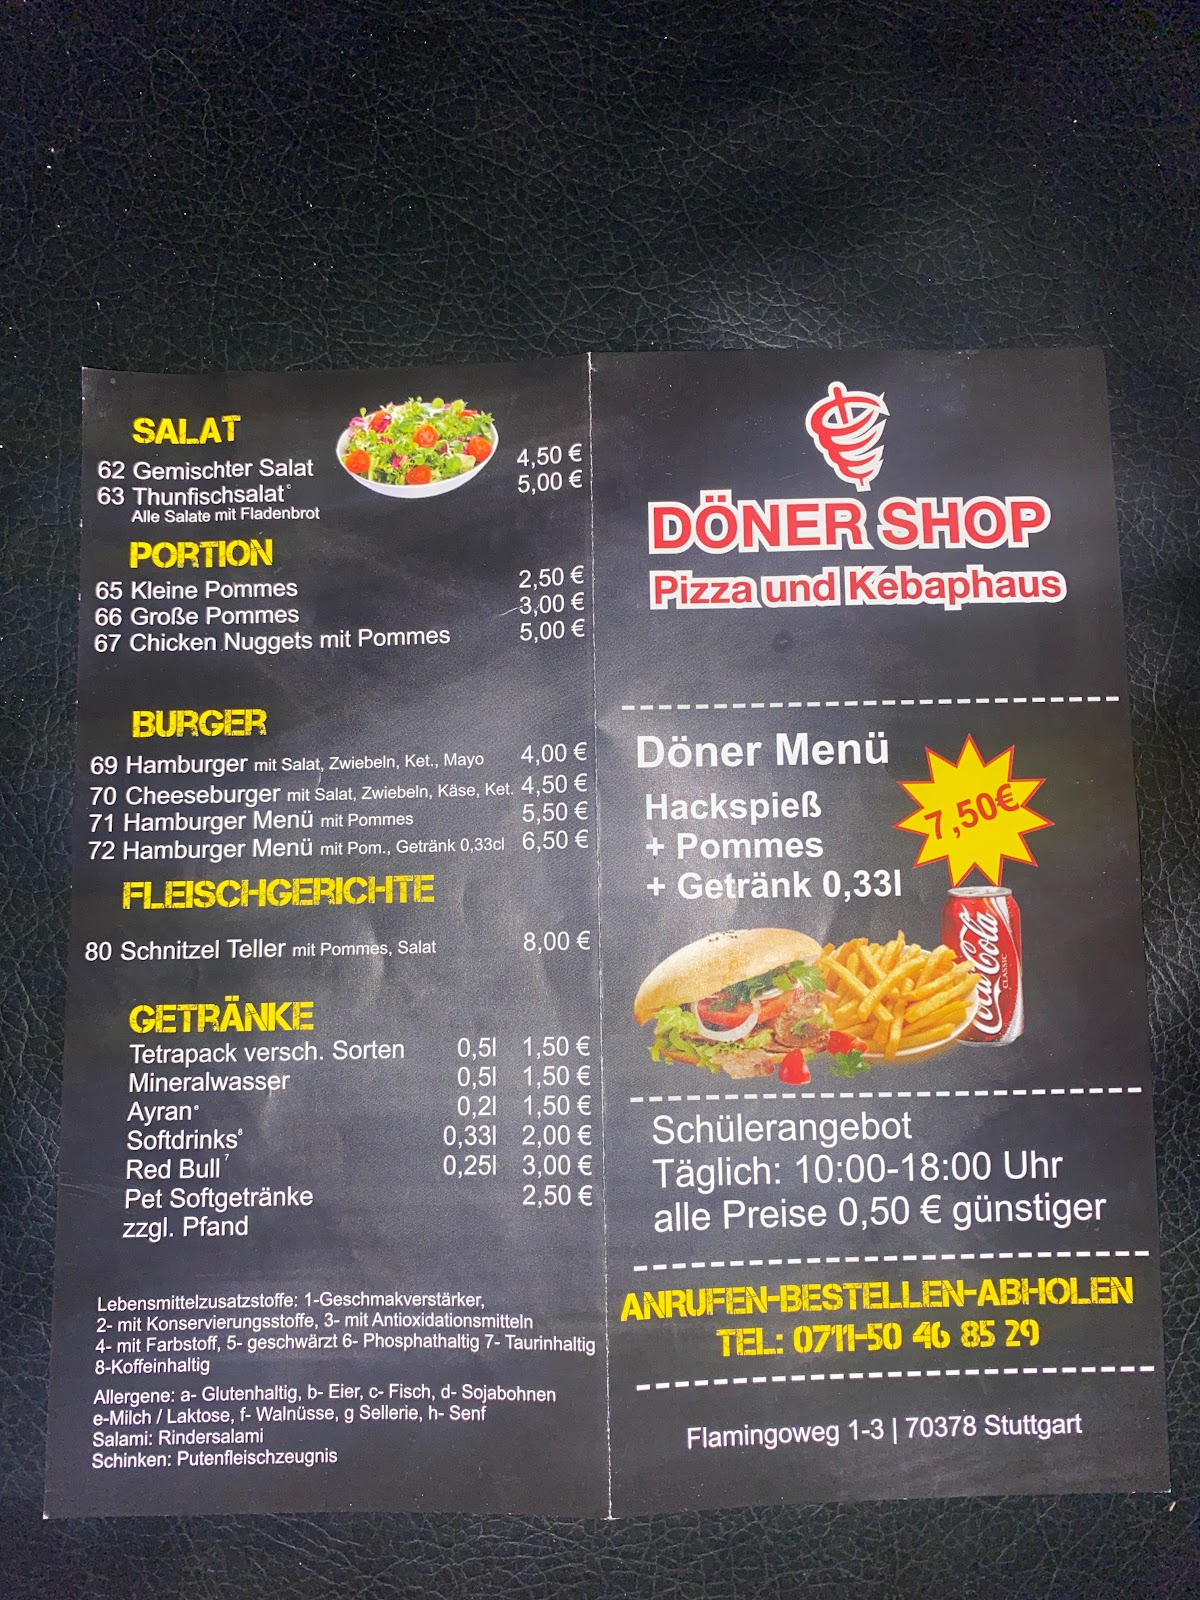 SALAT
62 Gemischter Salat 4,50 €
63 Thunfischsalat c 5,00 €
Alle Salate mit Fladenbrot
PORTION
65 Kleine Pommes 2,50 €
66 Große Pommes 3,00 €
67 Chicken Nuggets mit Pommes 5,00 €
BURGER
69 Hamburger mit Salat, Zwiebeln, Ket., Mayo 4,00 €
70 Cheeseburger mit Salat, Zwiebeln, Käse, Ket. 4,50 €
71 Hamburger Menü mit Pommes 5,50 €
72 Hamburger Menü mit Pom., Getränk 0,33cl 6,50 €
FLEISCHGERICHTE
80 Schnitzel Teller mit Pommes, Salat 8,00 €
GETRÄNKE
Tetrapack versch. Sorten 0,5l 1,50 €
Mineralwasser 0,5l 1,50 €
Ayran e 0,2l 1,50 €
Softdrinks 8 0,33l 2,00 €
Red Bull 7 0,25l 3,00 €
Pet Softgetränke 2,50 €
zzgl. Pfand
Lebensmittelzusatzstoffe: 1-Geschmakverstärker,
2- mit Konservierungsstoffe, 3- mit Antioxidationsmitteln
4- mit Farbstoff, 5- geschwärzt 6- Phosphathaltig 7- Taurinhaltig
8-Koffeinhaltig
Allergene: a- Glutenhaltig, b- Eier, c- Fisch, d- Sojabohnen
e-Milch / Laktose, f- Walnüsse, g Sellerie, h- Senf
Salami: Rindersalami
Schinken: Putenfleischzeugnis
DÖNER SHOP
Pizza und Kebaphaus
Döner Menü
Hackspieß
+ Pommes
+ Getränk 0,33l
7,50€
Coca-Cola
CLASSIC
Schülerangebot
Täglich: 10:00-18:00 Uhr
alle Preise 0,50 € günstiger
ANRUFEN-BESTELLEN-ABHOLEN
TEL: 0711-50 46 85 29
Flamingoweg 1-3 | 70378 Stuttgart